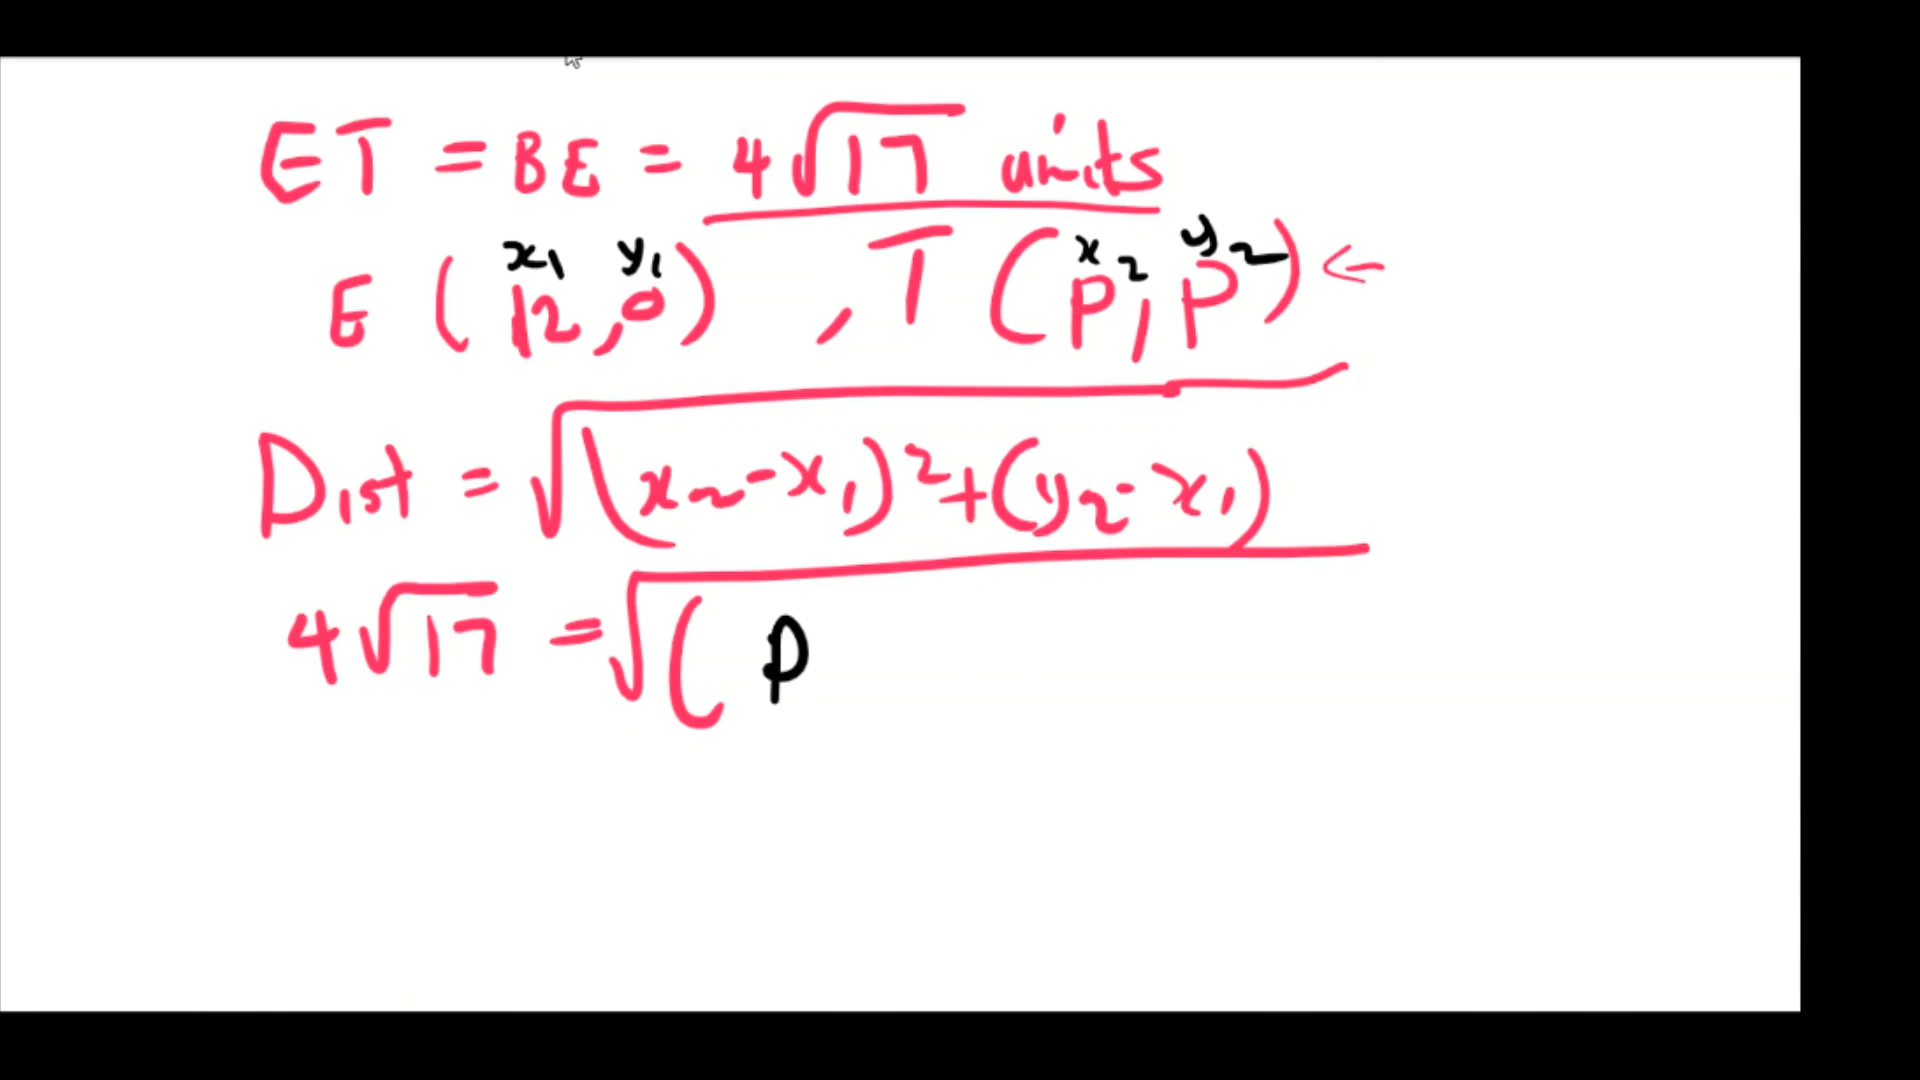 ET = BE = 4√17 units
x₁ y₁ x₂ y₂
E (12,0) , T (p, p) ←
Dist = √(x₂-x₁)²+(y₂-x₁)
4√17 = √( p